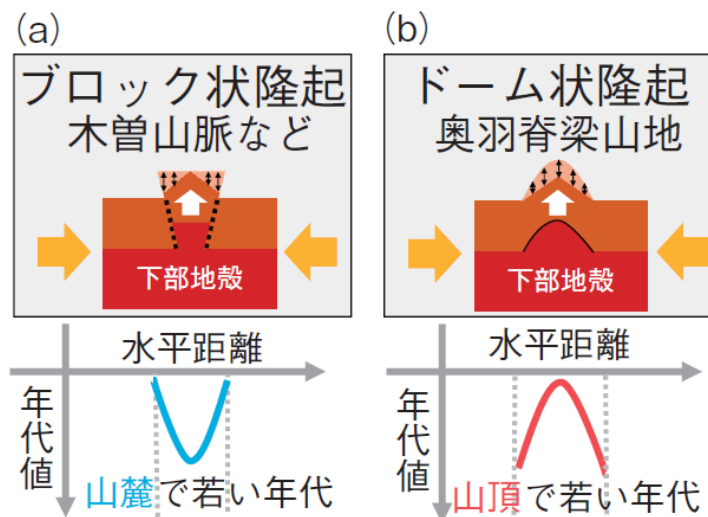 (a)
ブロック状隆起
木曽山脈など
下部地殻
水平距離
年代値
山麓で若い年代
(b)
ドーム状隆起
奥羽脊梁山地
下部地殻
水平距離
年代値
山頂で若い年代